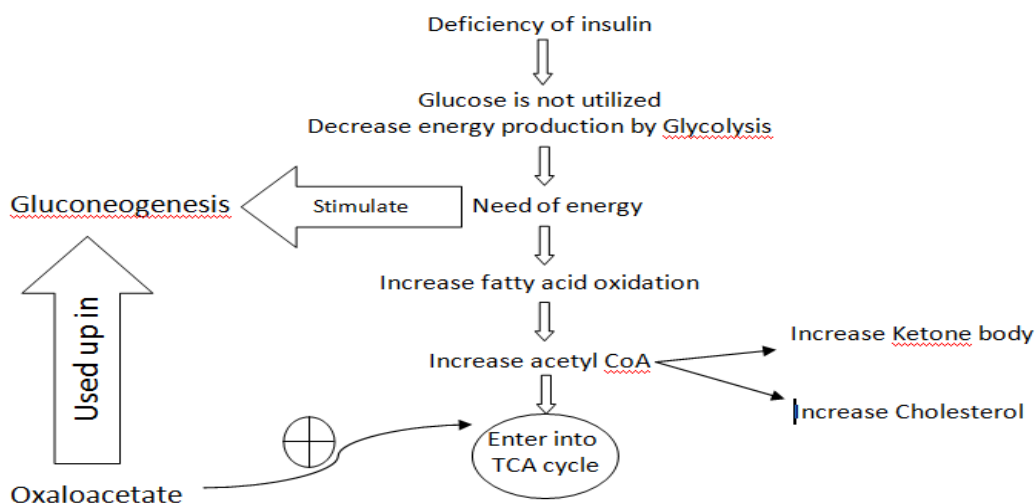 Deficiency of insulin
Glucose is not utilized
Decrease energy production by Glycolysis
Gluconeogenesis
Stimulate
Need of energy
Increase fatty acid oxidation
Used up in
Increase acetyl CoA
Increase Ketone body
Increase Cholesterol
Enter into
TCA cycle
Oxaloacetate